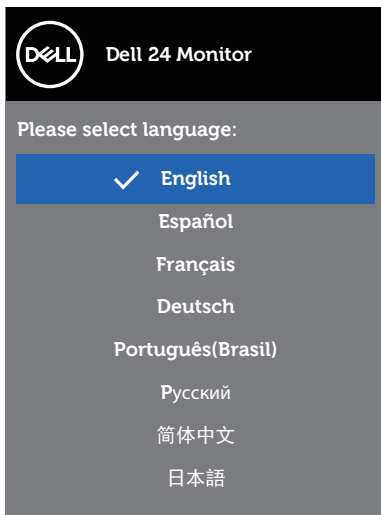 DELL
Dell 24 Monitor
Please select language:
English
Español
Français
Deutsch
Português(Brasil)
Русский
简体中文
日本語